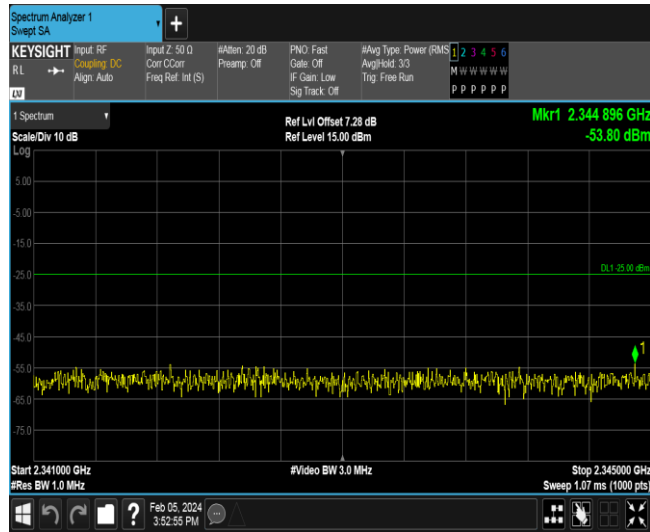 Spectrum Analyzer 1
Swept SA
+
KEYSIGHT Input: RF Input Z: 50 Ω #Atten: 20 dB PNO: Fast #Avg Type: Power (RMS 1 2 3 4 5 6
RL Coupling: DC Corr CCorr Preamp: Off Gate: Off Avg|Hold: 3/3 M W W W W W
Align: Auto Freq Ref: Int (S) IF Gain: Low Trig: Free Run
LXI Sig Track: Off P P P P P P
1 Spectrum Ref Lvl Offset 7.28 dB Mkr1 2.344 896 GHz
Scale/Div 10 dB Ref Level 15.00 dBm -53.80 dBm
Log
5.00
-5.00
-15.0
-25.0 DL1 -25.00 dBm
-35.0
-45.0
1
-55.0
-65.0
-75.0
Start 2.341000 GHz #Video BW 3.0 MHz Stop 2.345000 GHz
#Res BW 1.0 MHz Sweep 1.07 ms (1000 pts)
? Feb 05, 2024
3:52:55 PM